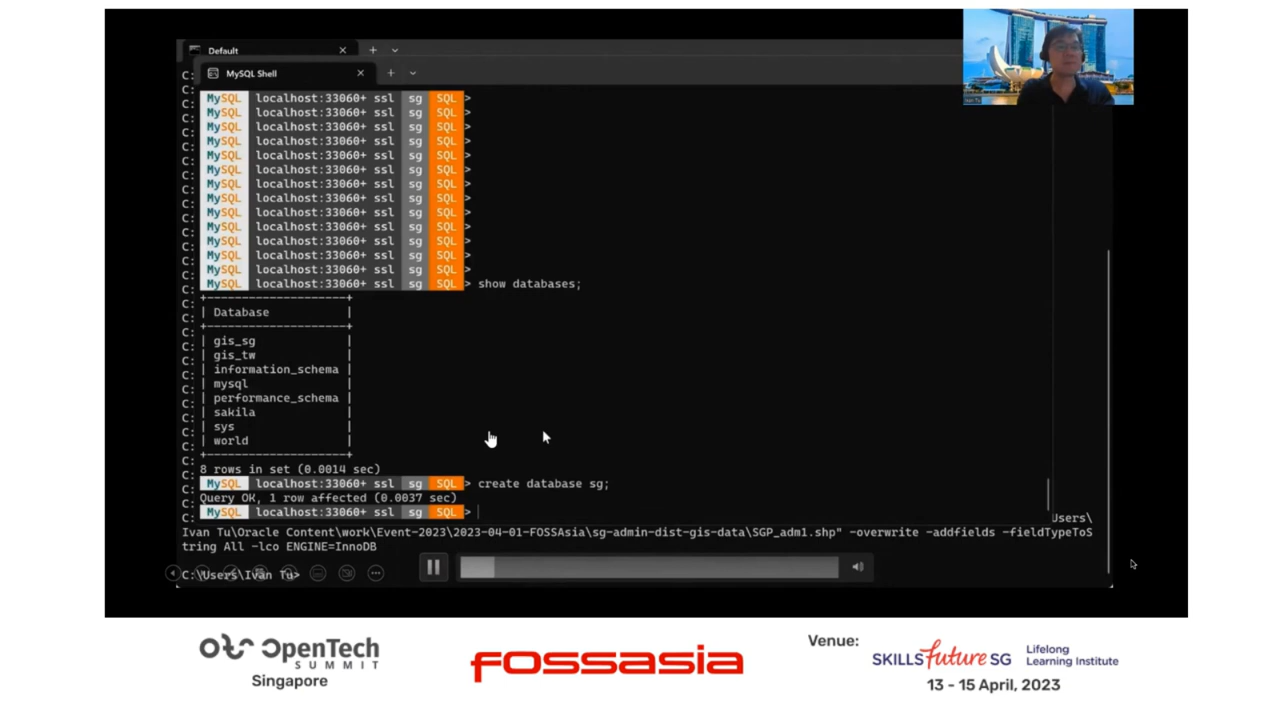 Default
MySQL Shell
C:
MySQL localhost:33060+ ssl sg SQL >
MySQL localhost:33060+ ssl sg SQL >
MySQL localhost:33060+ ssl sg SQL >
MySQL localhost:33060+ ssl sg SQL >
MySQL localhost:33060+ ssl sg SQL >
MySQL localhost:33060+ ssl sg SQL >
MySQL localhost:33060+ ssl sg SQL >
MySQL localhost:33060+ ssl sg SQL >
MySQL localhost:33060+ ssl sg SQL >
MySQL localhost:33060+ ssl sg SQL >
MySQL localhost:33060+ ssl sg SQL >
MySQL localhost:33060+ ssl sg SQL >
MySQL localhost:33060+ ssl sg SQL >
MySQL localhost:33060+ ssl sg SQL > show databases;
+--------------------+
| Database |
+--------------------+
| gis_sg |
| gis_tw |
| information_schema |
| mysql |
| performance_schema |
| sakila |
| sys |
| world |
+--------------------+
8 rows in set (0.0014 sec)
MySQL localhost:33060+ ssl sg SQL > create database sg;
Query OK, 1 row affected (0.0037 sec)
MySQL localhost:33060+ ssl sg SQL >
C: Users\
Ivan Tu\Oracle Content\work\Event-2023\2023-04-01-FOSSAsia\sg-admin-dist-gis-data\SGP_adm1.shp" -overwrite -addfields -fieldTypeToS
tring All -lco ENGINE=InnoDB
C:\Users\Ivan Tu>
Ivan Tu
OpenTech
SUMMIT
Singapore
fossasia
Venue:
SKILLS future SG
Lifelong
Learning Institute
13 - 15 April, 2023